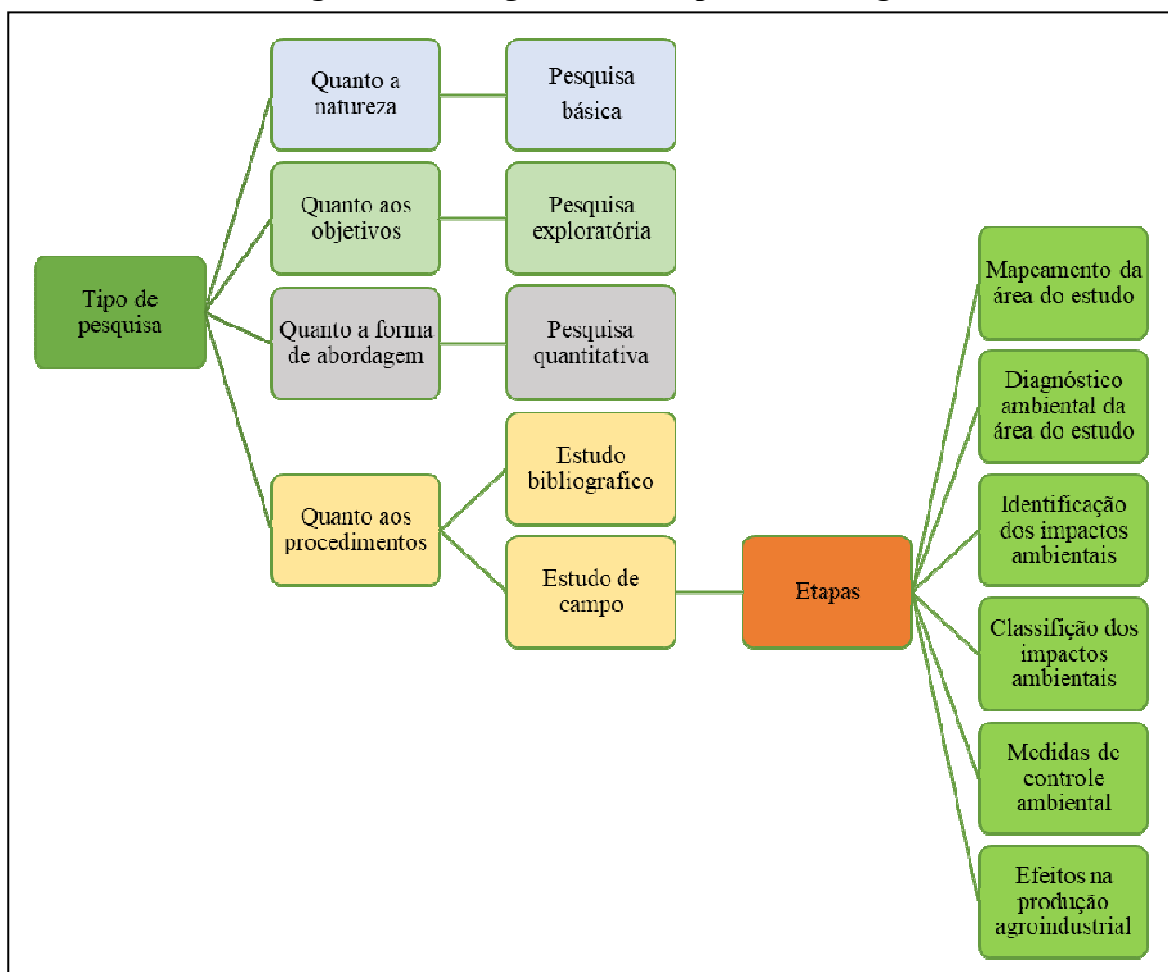 Quanto a
natureza
Pesquisa
básica
Quanto aos
objetivos
Pesquisa
exploratória
Tipo de
pesquisa
Quanto a forma
de abordagem
Pesquisa
quantitativa
Quanto aos
procedimentos
Estudo
bibliografico
Estudo de
campo
Etapas
Mapeamento da
área do estudo
Diagnóstico
ambiental da
área do estudo
Identificação
dos impactos
ambientais
Classifição dos
impactos
ambientais
Medidas de
controle
ambiental
Efeitos na
produção
agroindustrial